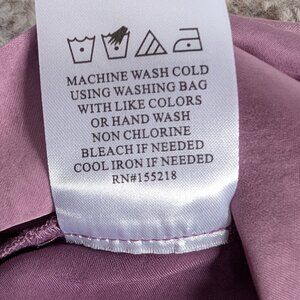 MACHINE WASH COLD
USING WASHING BAG
WITH LIKE COLORS
OR HAND WASH
NON CHLORINE
BLEACH IF NEEDED
COOL IRON IF NEEDED
RN#155218